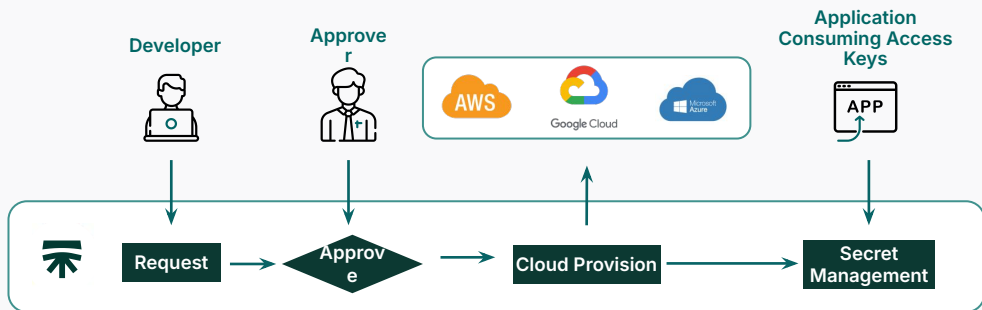 Developer
Approve
r
Application
Consuming Access
Keys
AWS
Google Cloud
Microsoft
Azure
APP
Request
Approv
e
Cloud Provision
Secret
Management